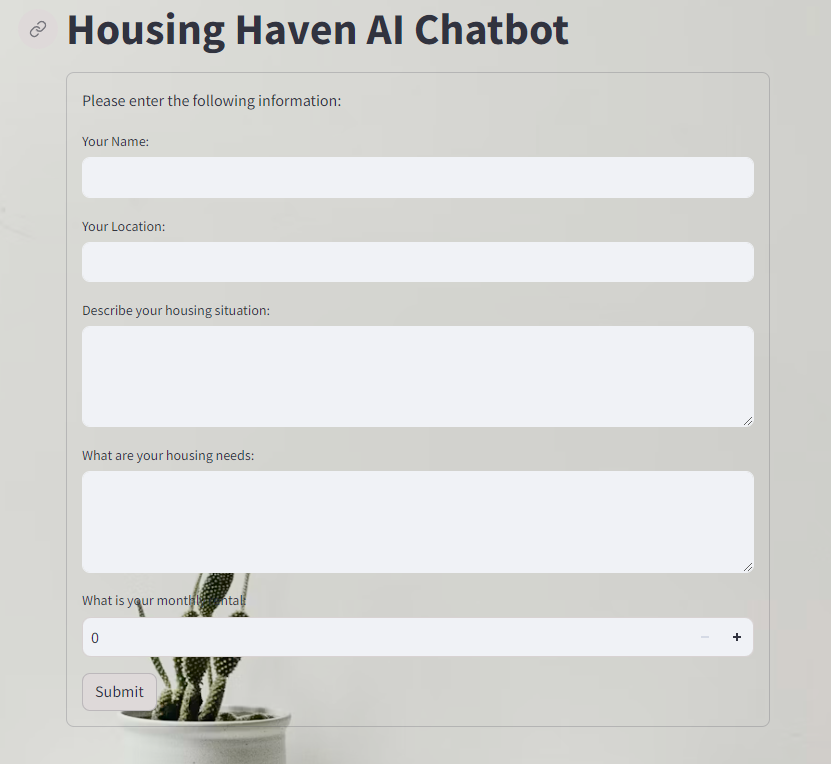 Housing Haven AI Chatbot
Please enter the following information:
Your Name:
Your Location:
Describe your housing situation:
What are your housing needs:
What is your monthly rental:
0
Submit